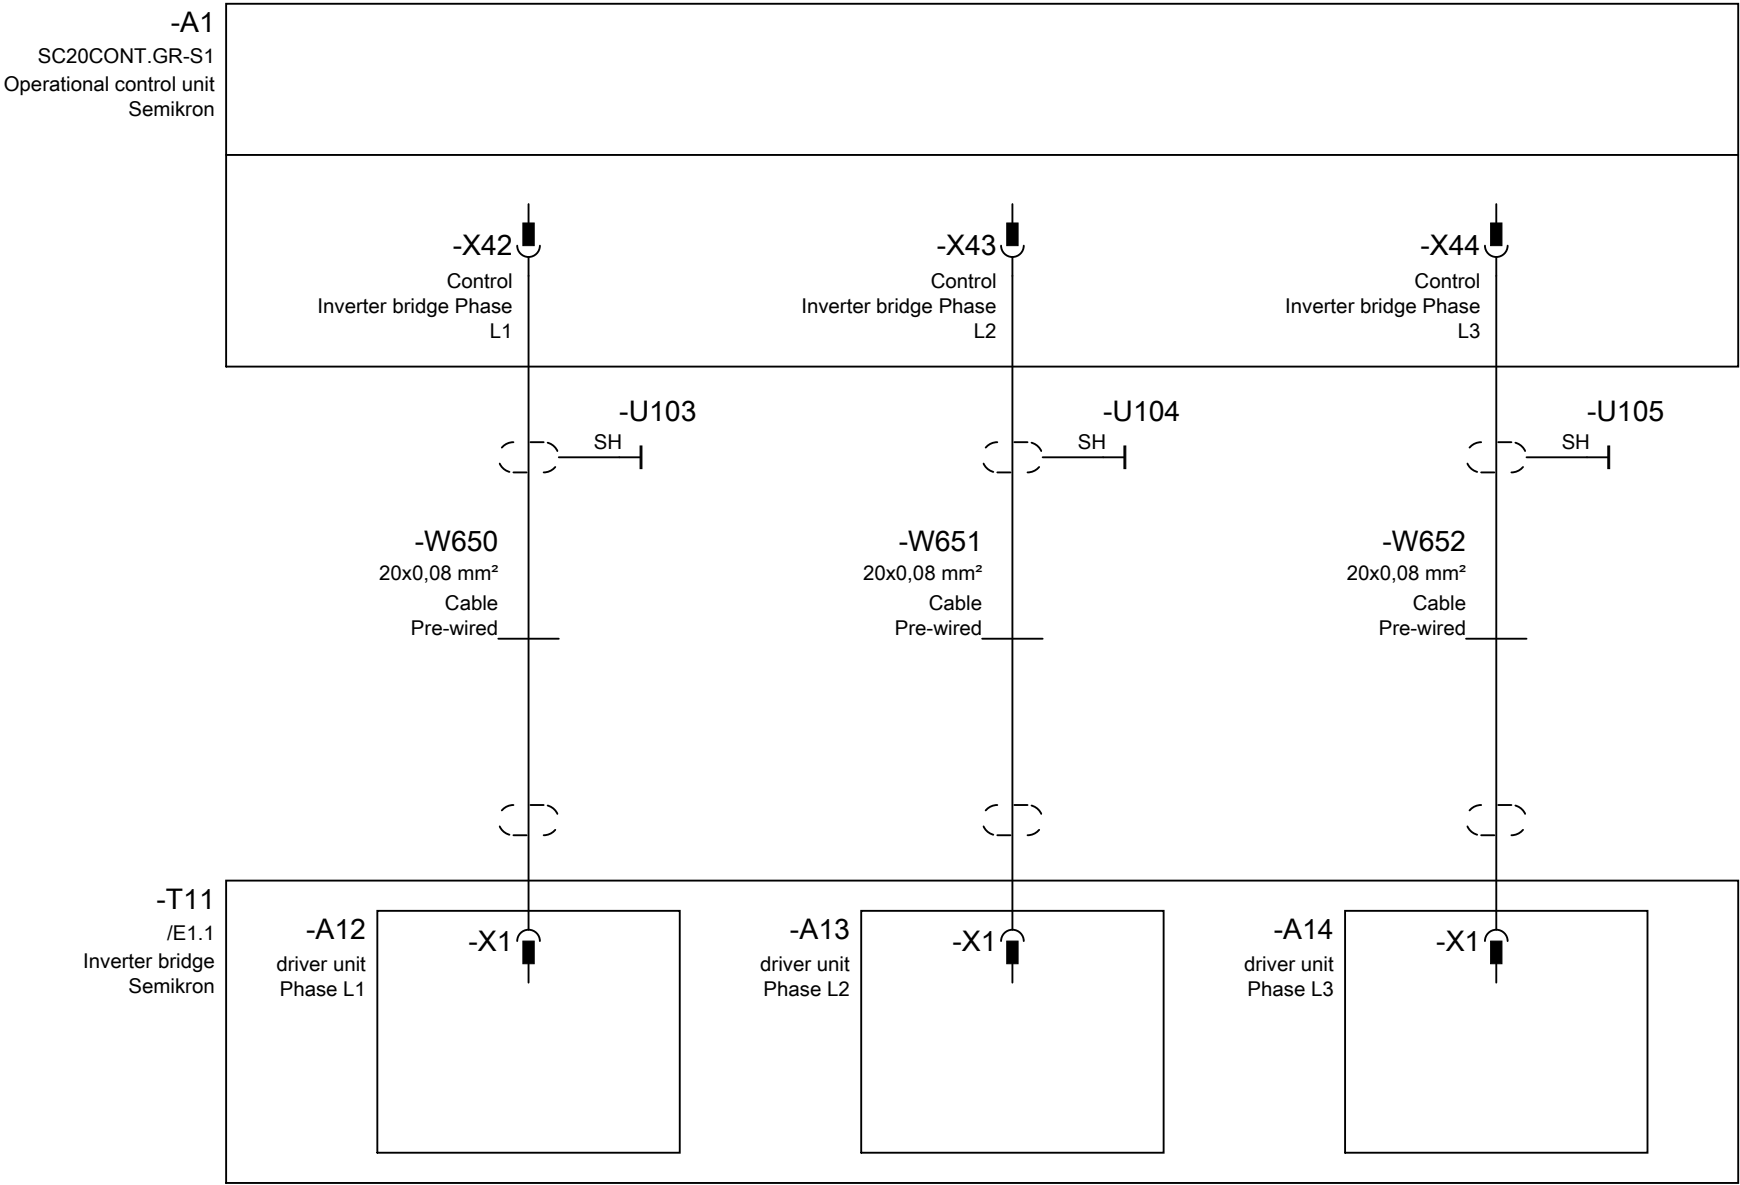 -A1
SC20CONT.GR-S1
Operational control unit
Semikron
-X42
Control
Inverter bridge Phase
L1
-X43
Control
Inverter bridge Phase
L2
-X44
Control
Inverter bridge Phase
L3
-U103
SH
-U104
SH
-U105
SH
-W650
20x0,08 mm²
Cable
Pre-wired
-W651
20x0,08 mm²
Cable
Pre-wired
-W652
20x0,08 mm²
Cable
Pre-wired
-T11
/E1.1
Inverter bridge
Semikron
-A12
driver unit
Phase L1
-X1
-A13
driver unit
Phase L2
-X1
-A14
driver unit
Phase L3
-X1